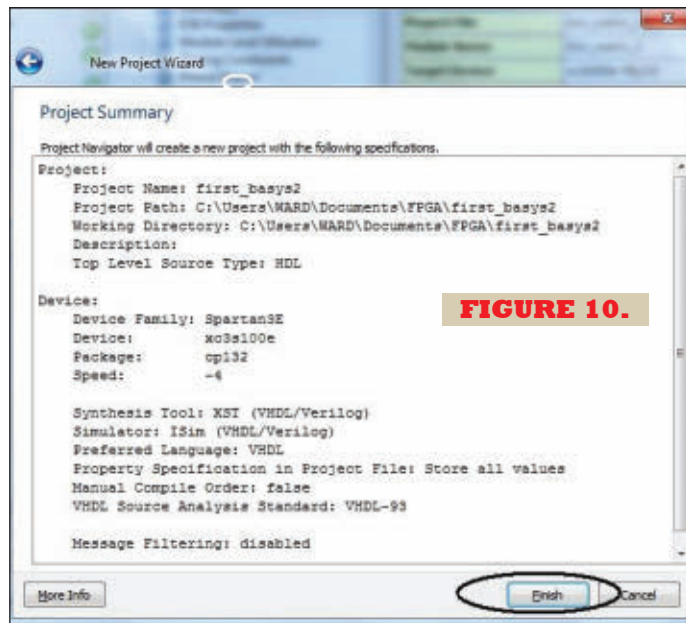 New Project Wizard
Project Summary
Project Navigator will create a new project with the following specifications.
Project:
Project Name: first_basys2
Project Path: C:\Users\WARD\Documents\FPGA\first_basys2
Working Directory: C:\Users\WARD\Documents\FPGA\first_basys2
Description:
Top Level Source Type: HDL
Device:
Device Family: Spartan3E
Device: xc3s100e
Package: cp132
Speed: -4
FIGURE 10.
Synthesis Tool: XST (VHDL/Verilog)
Simulator: ISim (VHDL/Verilog)
Preferred Language: VHDL
Property Specification in Project File: Store all values
Manual Compile Order: false
VHDL Source Analysis Standard: VHDL-93
Message Filtering: disabled
More Info
Finish
Cancel